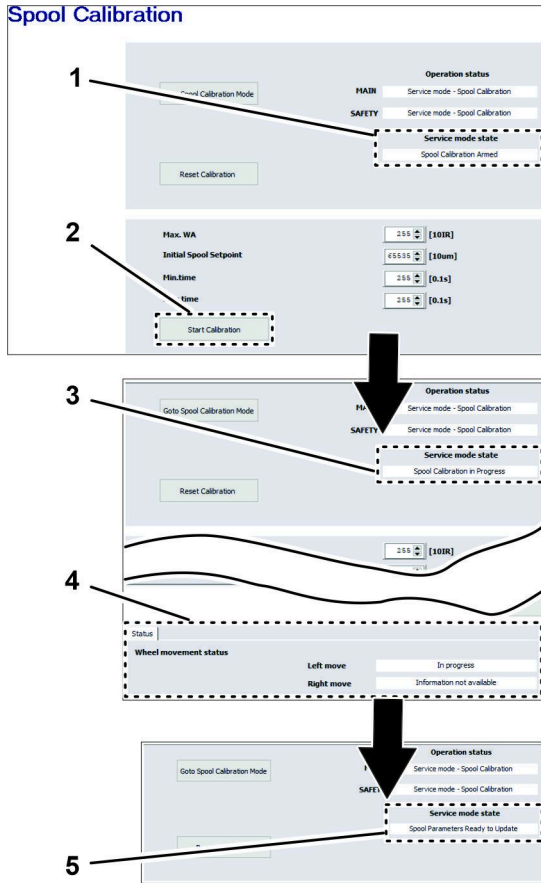 Spool Calibration
1
Operation status
Spool Calibration Mode
MAIN Service mode - Spool Calibration
SAFETY Service mode - Spool Calibration
Service mode state
Spool Calibration Armed
Reset Calibration
2
Max. WA 255 [10IR]
Initial Spool Setpoint 65535 [10um]
Min.time 255 [0.1s]
time 255 [0.1s]
Start Calibration
3
Operation status
Goto Spool Calibration Mode
MA Service mode - Spool Calibration
SAFETY Service mode - Spool Calibration
Service mode state
Spool Calibration in Progress
Reset Calibration
255 [10IR]
4
Status
Wheel movement status
Left move In progress
Right move Information not available
Operation status
Goto Spool Calibration Mode
Service mode - Spool Calibration
SAFET Service mode - Spool Calibration
Service mode state
Spool Parameters Ready to Update
5